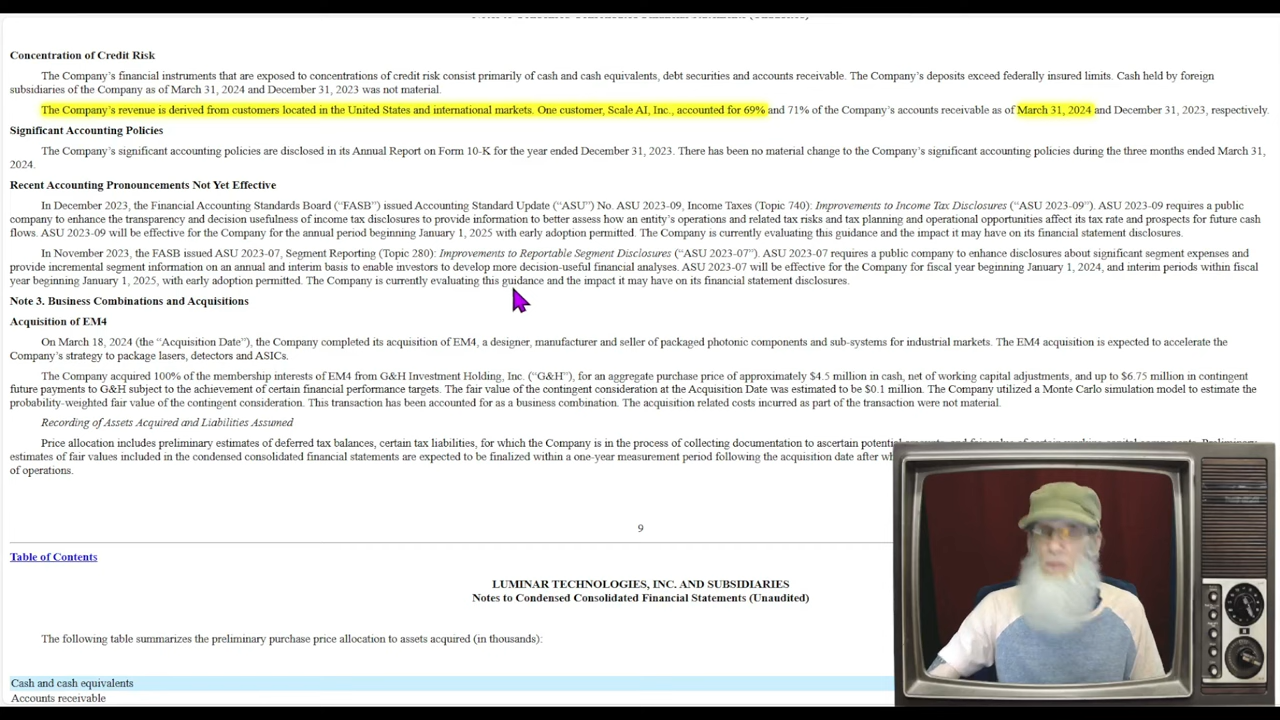 Notes to Condensed Consolidated Financial Statements (Unaudited)
Concentration of Credit Risk
The Company's financial instruments that are exposed to concentrations of credit risk consist primarily of cash and cash equivalents, debt securities and accounts receivable. The Company's deposits exceed federally insured limits. Cash held by foreign
subsidiaries of the Company as of March 31, 2024 and December 31, 2023 was not material.
The Company's revenue is derived from customers located in the United States and international markets. One customer, Scale AI, Inc., accounted for 69% and 71% of the Company's accounts receivable as of March 31, 2024 and December 31, 2023, respectively.
Significant Accounting Policies
The Company's significant accounting policies are disclosed in its Annual Report on Form 10-K for the year ended December 31, 2023. There has been no material change to the Company's significant accounting policies during the three months ended March 31,
2024.
Recent Accounting Pronouncements Not Yet Effective
In December 2023, the Financial Accounting Standards Board ("FASB") issued Accounting Standard Update ("ASU") No. ASU 2023-09, Income Taxes (Topic 740): Improvements to Income Tax Disclosures ("ASU 2023-09"). ASU 2023-09 requires a public
company to enhance the transparency and decision usefulness of income tax disclosures to provide information to better assess how an entity's operations and related tax risks and tax planning and operational opportunities affect its tax rate and prospects for future cash
flows. ASU 2023-09 will be effective for the Company for the annual period beginning January 1, 2025 with early adoption permitted. The Company is currently evaluating this guidance and the impact it may have on its financial statement disclosures.
In November 2023, the FASB issued ASU 2023-07, Segment Reporting (Topic 280): Improvements to Reportable Segment Disclosures ("ASU 2023-07"). ASU 2023-07 requires a public company to enhance disclosures about significant segment expenses and
provide incremental segment information on an annual and interim basis to enable investors to develop more decision-useful financial analyses. ASU 2023-07 will be effective for the Company for fiscal year beginning January 1, 2024, and interim periods within fiscal
year beginning January 1, 2025, with early adoption permitted. The Company is currently evaluating this guidance and the impact it may have on its financial statement disclosures.
Note 3. Business Combinations and Acquisitions
Acquisition of EM4
On March 18, 2024 (the "Acquisition Date"), the Company completed its acquisition of EM4, a designer, manufacturer and seller of packaged photonic components and sub-systems for industrial markets. The EM4 acquisition is expected to accelerate the
Company's strategy to package lasers, detectors and ASICs.
The Company acquired 100% of the membership interests of EM4 from G&H Investment Holding, Inc. ("G&H"), for an aggregate purchase price of approximately $4.5 million in cash, net of working capital adjustments, and up to $6.75 million in contingent
future payments to G&H subject to the achievement of certain financial performance targets. The fair value of the contingent consideration at the Acquisition Date was estimated to be $0.1 million. The Company utilized a Monte Carlo simulation model to estimate the
probability-weighted fair value of the contingent consideration. This transaction has been accounted for as a business combination. The acquisition related costs incurred as part of the transaction were not material.
Recording of Assets Acquired and Liabilities Assumed
Price allocation includes preliminary estimates of deferred tax balances, certain tax liabilities, for which the Company is in the process of collecting documentation to ascertain potential
estimates of fair values included in the condensed consolidated financial statements are expected to be finalized within a one-year measurement period following the acquisition date after
of operations.
9
Table of Contents
LUMINAR TECHNOLOGIES, INC. AND SUBSIDIARIES
Notes to Condensed Consolidated Financial Statements (Unaudited)
The following table summarizes the preliminary purchase price allocation to assets acquired (in thousands):
Cash and cash equivalents
Accounts receivable